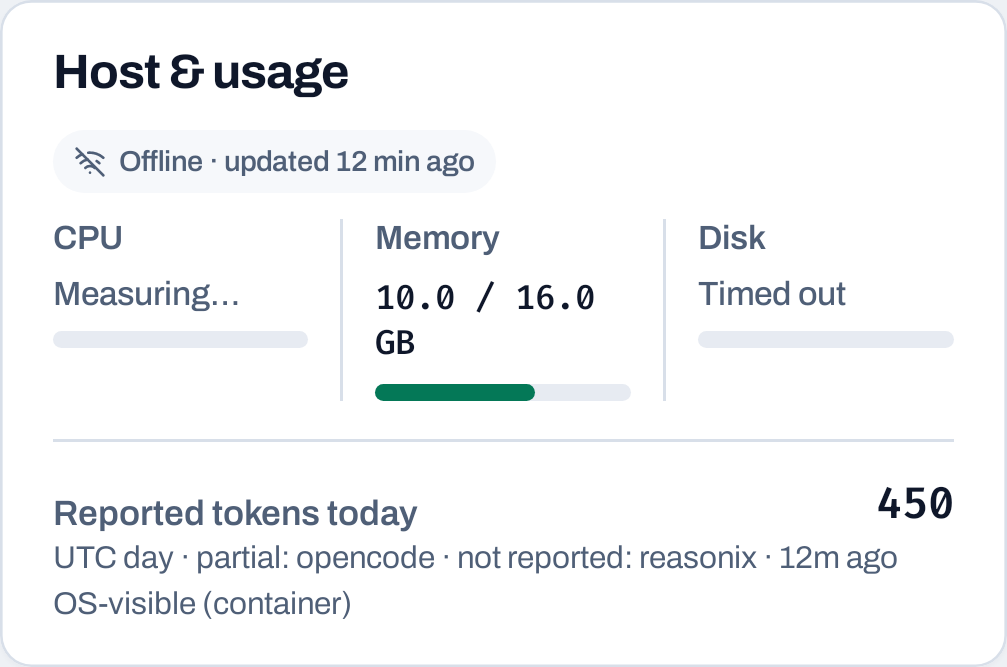 Host & usage
Offline · updated 12 min ago
CPU
Measuring...
Memory
10.0 / 16.0
GB
Disk
Timed out
Reported tokens today
450
UTC day · partial: opencode · not reported: reasonix · 12m ago
OS-visible (container)